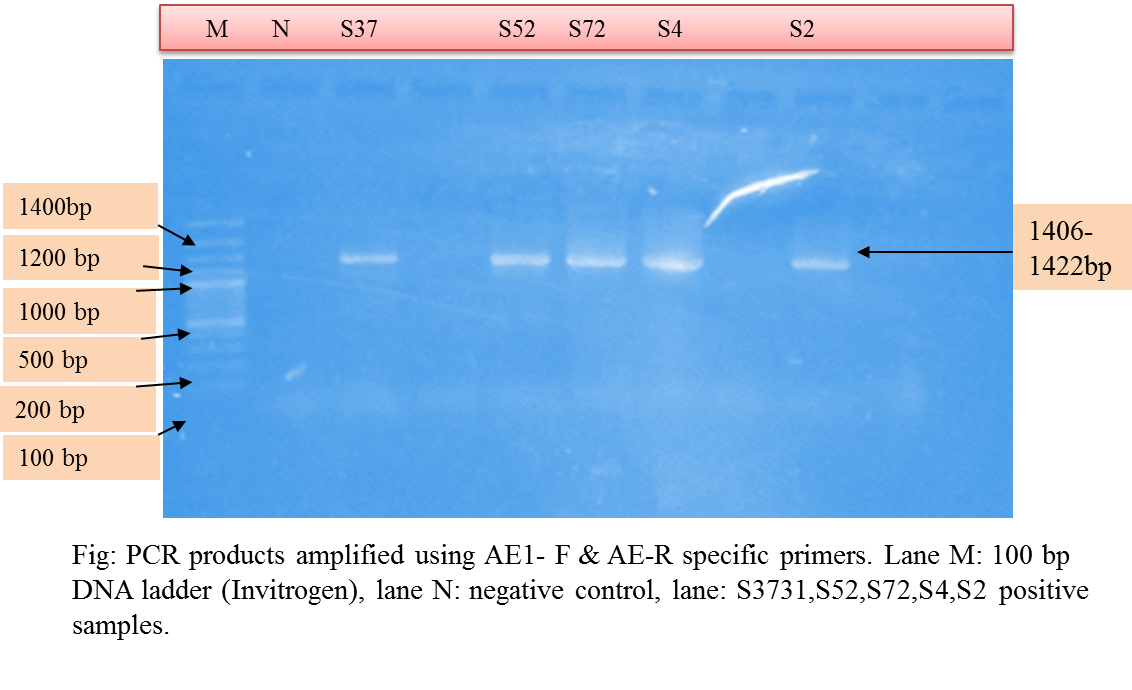 M N S37 S52 S72 S4 S2
1400bp
1200 bp
1000 bp
500 bp
200 bp
100 bp
1406-
1422bp
Fig: PCR products amplified using AE1- F & AE-R specific primers. Lane M: 100 bp
DNA ladder (Invitrogen), lane N: negative control, lane: S3731,S52,S72,S4,S2 positive
samples.